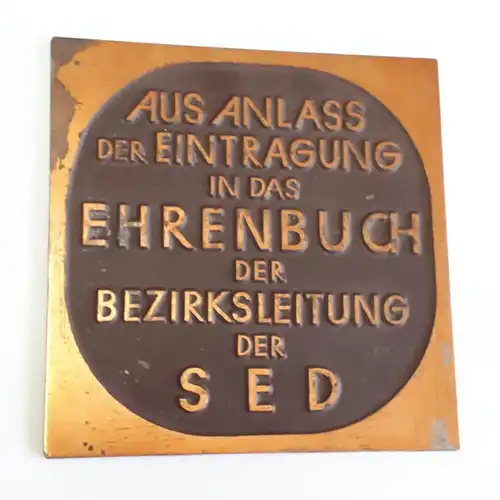 AUS ANLASS
DER EINTRAGUNG
IN DAS
EHRENBUCH
DER
BEZIRKSLEITUNG
DER
SED